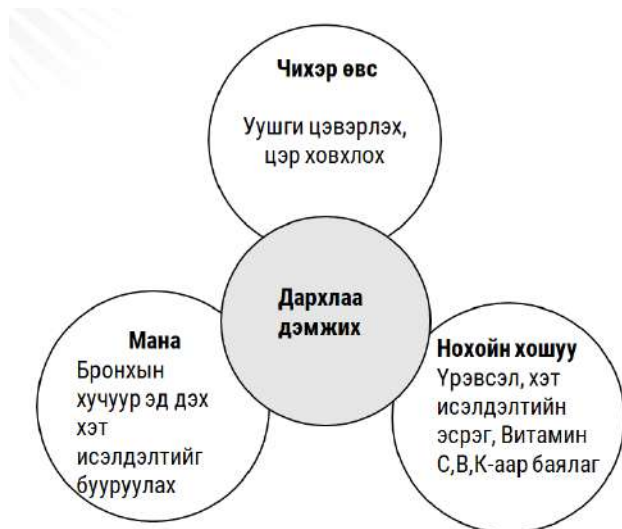 Чихэр өвс
Уушги цэвэрлэх,
цэр ховхлох
Дархлаа
дэмжих
Мана
Бронхын
хучуур эд дэх
хэт
исэлдэлтийг
бууруулах
Нохойн хошуу
Үрэвсэл, хэт
исэлдэлтийн
эсрэг, Витамин
С,В,К-аар баялаг